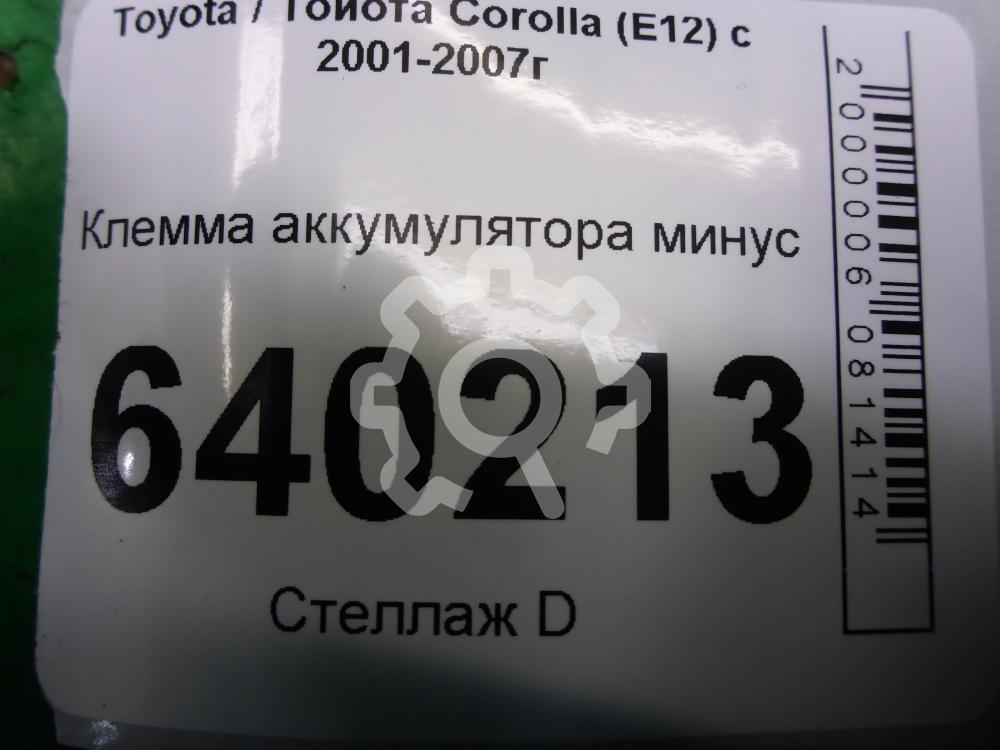 Toyota / Тойота Corolla (E12) с
2001-2007г
Клемма аккумулятора минус
640213
Стеллаж D
2000006081414